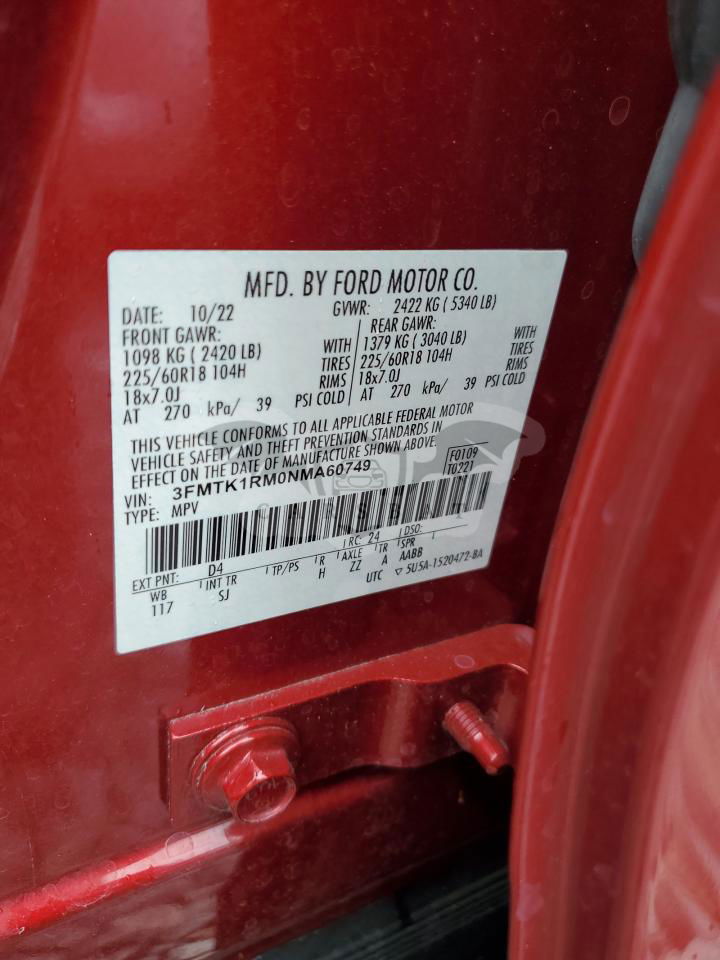 MFD. BY FORD MOTOR CO.
DATE: 10/22 GVWR: 2422 KG ( 5340 LB)
FRONT GAWR: REAR GAWR:
1098 KG ( 2420 LB) WITH 1379 KG ( 3040 LB) WITH
225/60R18 104H TIRES 225/60R18 104H TIRES
18x7.0J RIMS 18x7.0J RIMS
AT 270 kPa/ 39 PSI COLD AT 270 kPa/ 39 PSI COLD
THIS VEHICLE CONFORMS TO ALL APPLICABLE FEDERAL MOTOR
VEHICLE SAFETY AND THEFT PREVENTION STANDARDS IN
EFFECT ON THE DATE OF MANUFACTURE SHOWN ABOVE.
F0109
T0221
VIN: 3FMTK1RM0NMA60749
TYPE: MPV
EXT PNT: D4 RC: 24 DSO:
WB INT TR TP/PS R AXLE TR SPR
117 SJ H ZZ A AABB
UTC ▽ 5U5A-1520472-BA